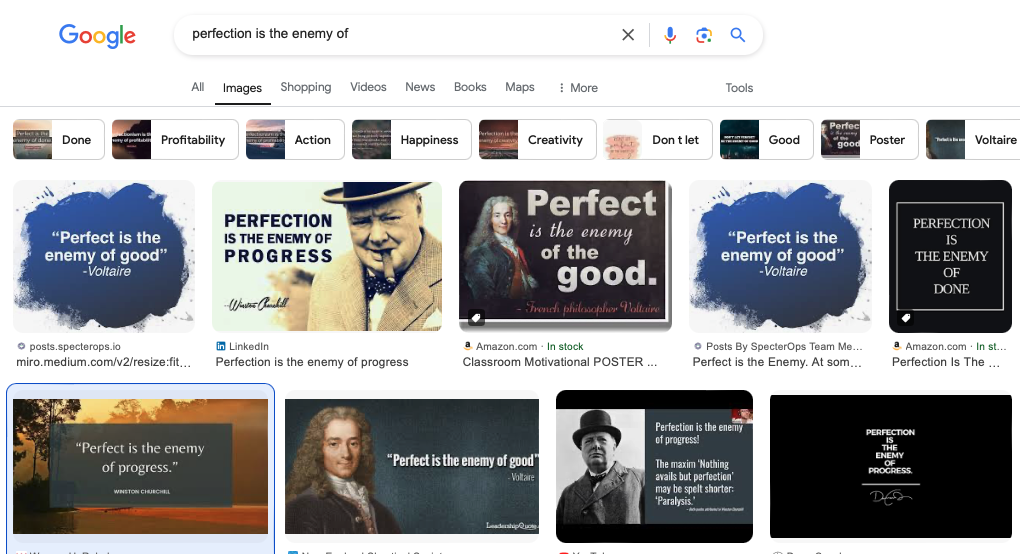 Google
perfection is the enemy of
All
Images
Shopping
Videos
News
Books
Maps
More
Tools
Done
Profitability
Action
Happiness
Creativity
Don t let
Good
Poster
Voltaire
“Perfect is the
enemy of good”
-Voltaire
PERFECTION
IS THE ENEMY OF
PROGRESS
Winston Churchill
Perfect
is the enemy
of the
good.
- French philosopher Voltaire
“Perfect is the
enemy of good”
-Voltaire
PERFECTION
IS
THE ENEMY
OF
DONE
posts.specterops.io
miro.medium.com/v2/resize:fit,...
LinkedIn
Perfection is the enemy of progress
Amazon.com · In stock
Classroom Motivational POSTER ...
Posts By SpecterOps Team Me...
Perfect is the Enemy. At som...
Amazon.com · In st...
Perfection Is The ...
“Perfect is the enemy
of progress.”
WINSTON CHURCHILL
“Perfect is the enemy of good”
- Voltaire
Perfection is the enemy
of progress!
The maxim 'Nothing
avails but perfection'
may be spelt shorter:
'Paralysis.'
PERFECTION
IS
THE
ENEMY
OF
PROGRESS.